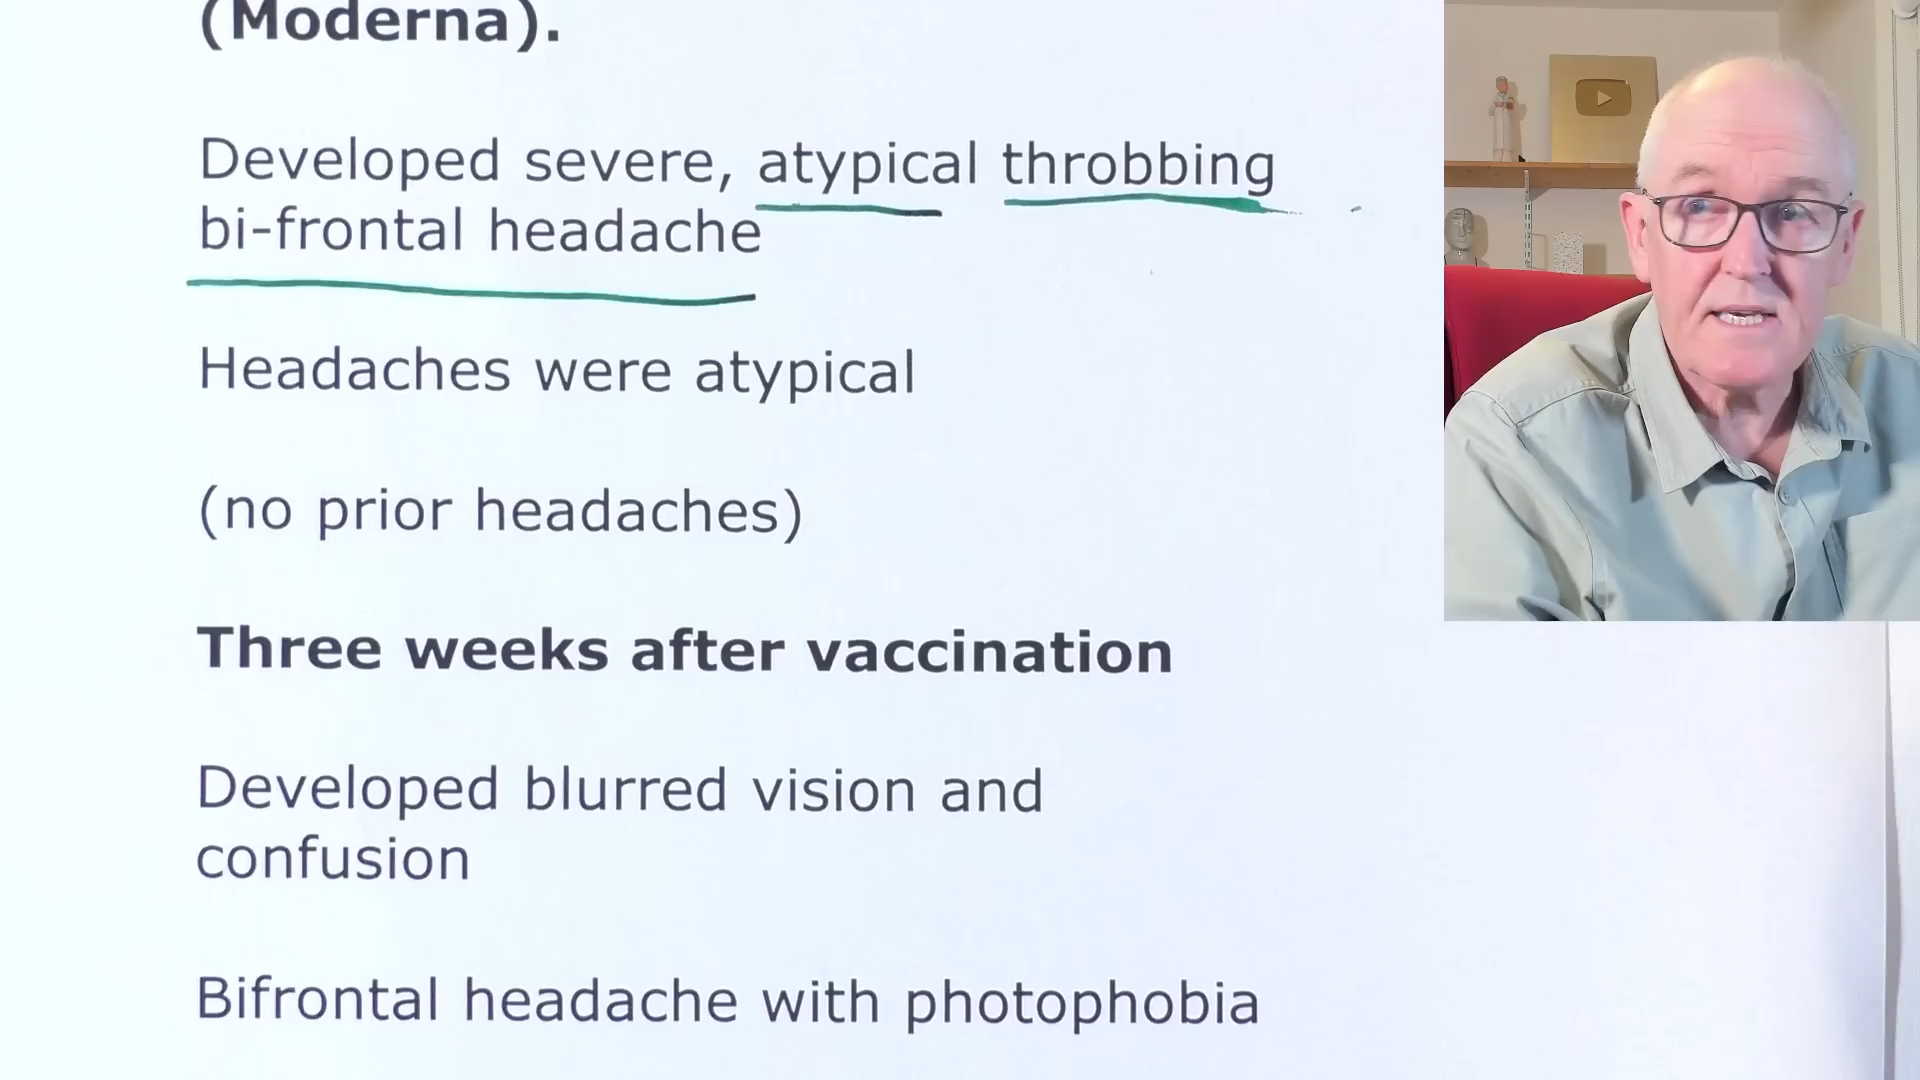 (Moderna).
Developed severe, atypical throbbing
bi-frontal headache
Headaches were atypical
(no prior headaches)
Three weeks after vaccination
Developed blurred vision and
confusion
Bifrontal headache with photophobia